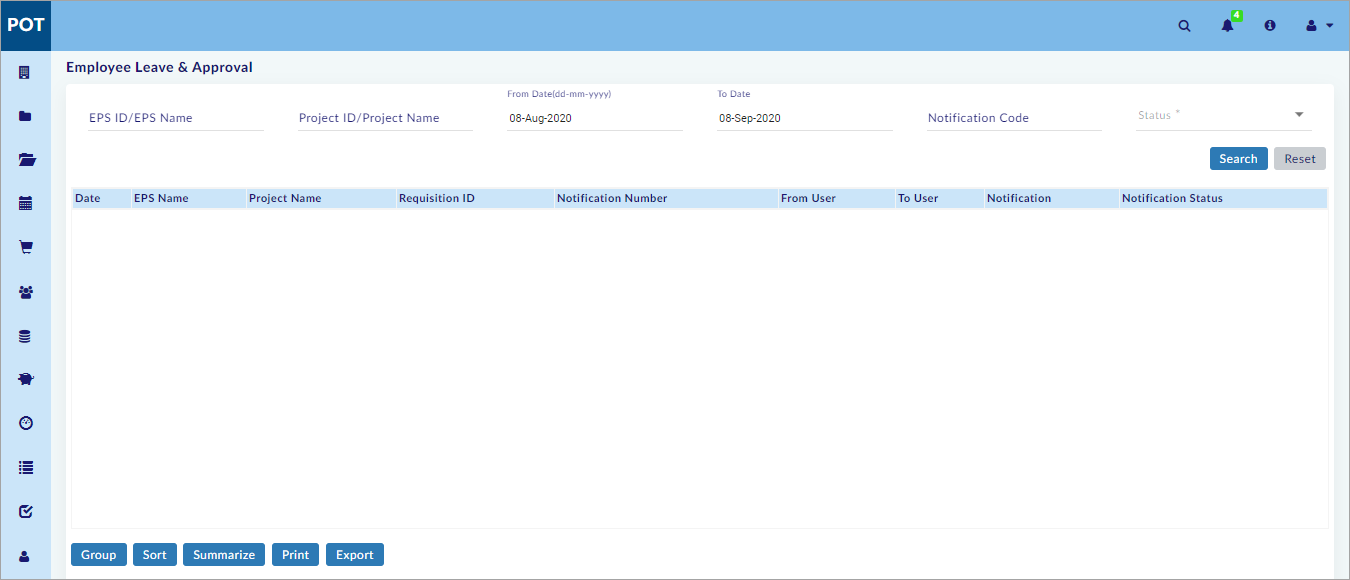 POT
4
Employee Leave & Approval
From Date(dd-mm-yyyy) To Date
EPS ID/EPS Name Project ID/Project Name 08-Aug-2020 08-Sep-2020 Notification Code Status *
Search Reset
Date EPS Name Project Name Requisition ID Notification Number From User To User Notification Notification Status
Group Sort Summarize Print Export